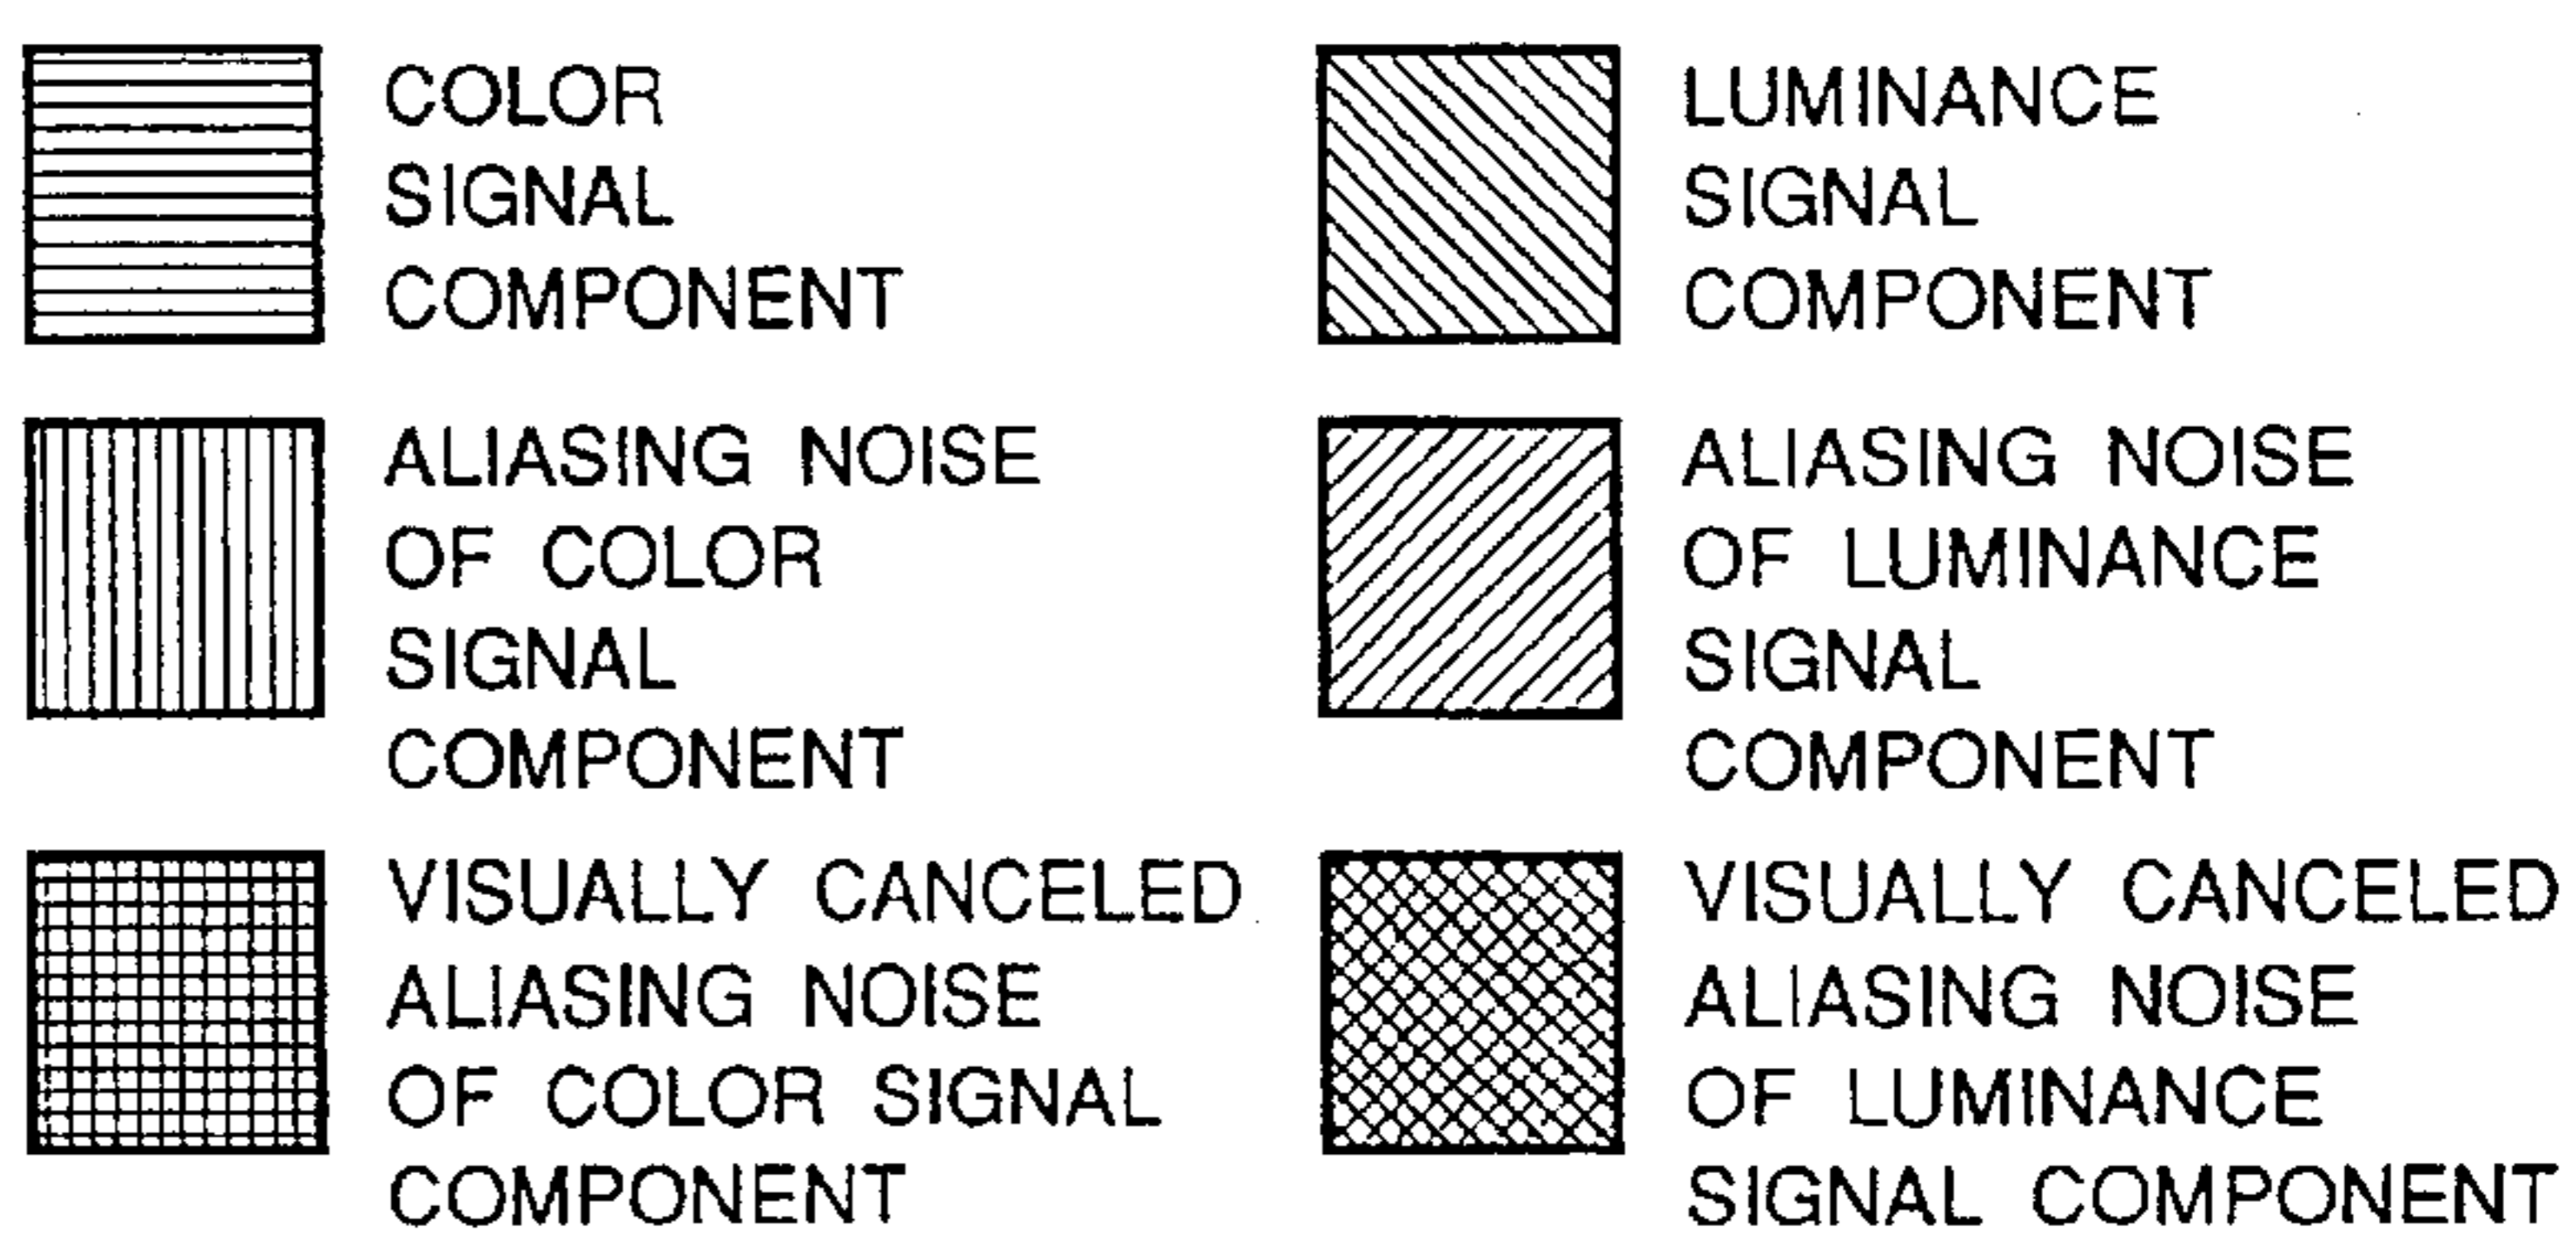 COLOR
SIGNAL
COMPONENT
LUMINANCE
SIGNAL
COMPONENT
ALIASING NOISE
OF COLOR
SIGNAL
COMPONENT
ALIASING NOISE
OF LUMINANCE
SIGNAL
COMPONENT
VISUALLY CANCELED
ALIASING NOISE
OF COLOR SIGNAL
COMPONENT
VISUALLY CANCELED
ALIASING NOISE
OF LUMINANCE
SIGNAL COMPONENT